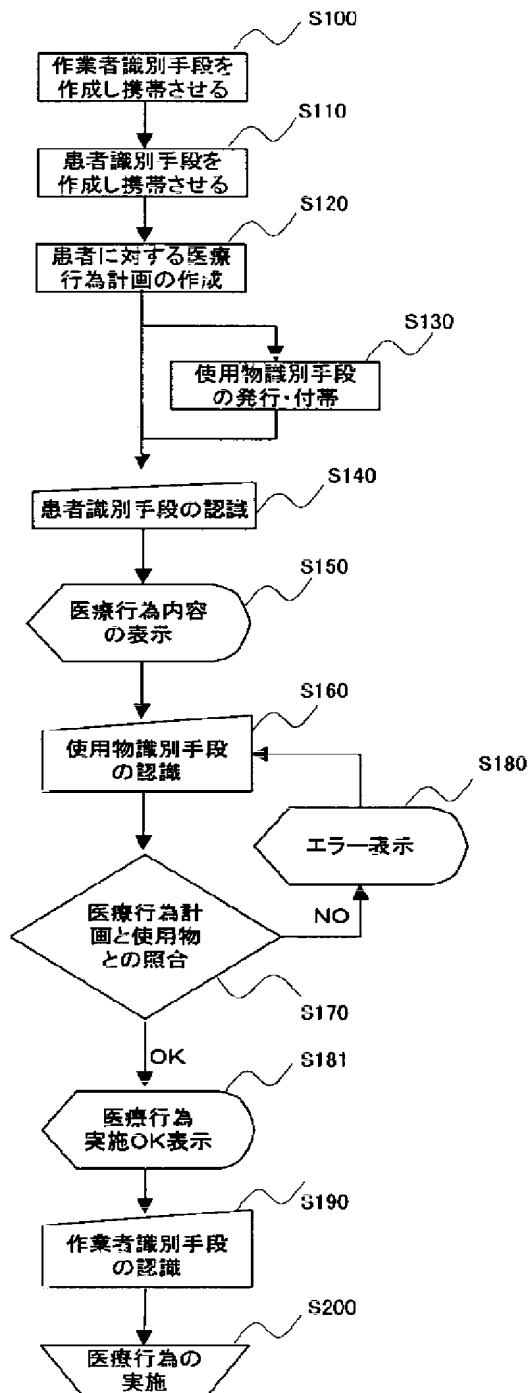 S100
作業者識別手段を
作成し携帯させる
S110
患者識別手段を
作成し携帯させる
S120
患者に対する医療
行為計画の作成
S130
使用物識別手段
の発行・付帯
S140
患者識別手段の認識
S150
医療行為内容
の表示
S160
使用物識別手段
の認識
S180
エラー表示
NO
医療行為計
画と使用物
との照合
S170
OK
S181
医療行為
実施OK表示
S190
作業者識別手段
の認識
S200
医療行為の
実施